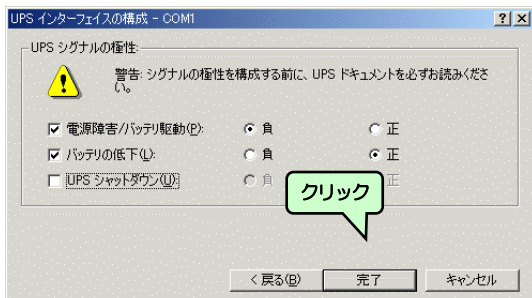 UPS インターフェイスの構成 - COM1
UPS シグナルの極性:
警告: シグナルの極性を構成する前に、UPS ドキュメントを必ずお読みくださ
い。
電源障害/バッテリ駆動(P): 負 正
バッテリの低下(L): 負 正
UPS シャットダウン(U): 負 正
クリック
< 戻る(B) 完了 キャンセル